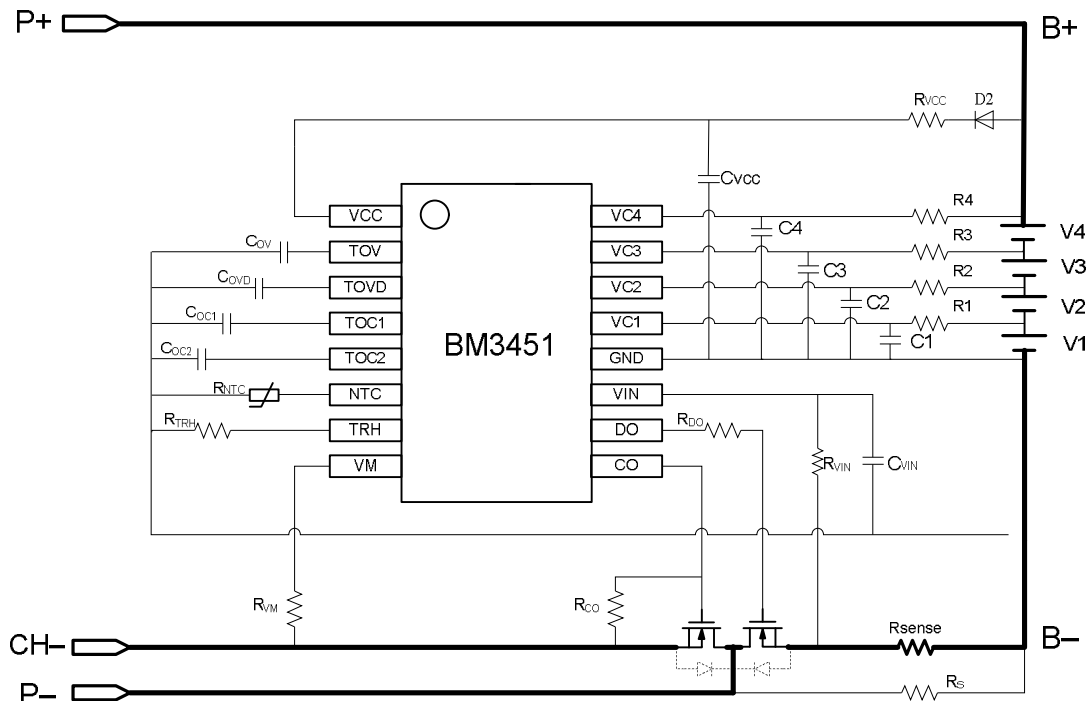 P+
B+
RVCC
D2
CVCC
VCC
VC4
R4
C4
V4
COV
TOV
VC3
R3
C3
V3
COVD
TOVD
VC2
R2
C2
V2
COC1
TOC1
VC1
R1
C1
V1
BM3451
COC2
TOC2
GND
RNTC
NTC
VIN
RTRH
TRH
DO
RDO
RVIN
CVIN
VM
CO
RVM
RCO
CH-
Rsense
B-
P-
RS